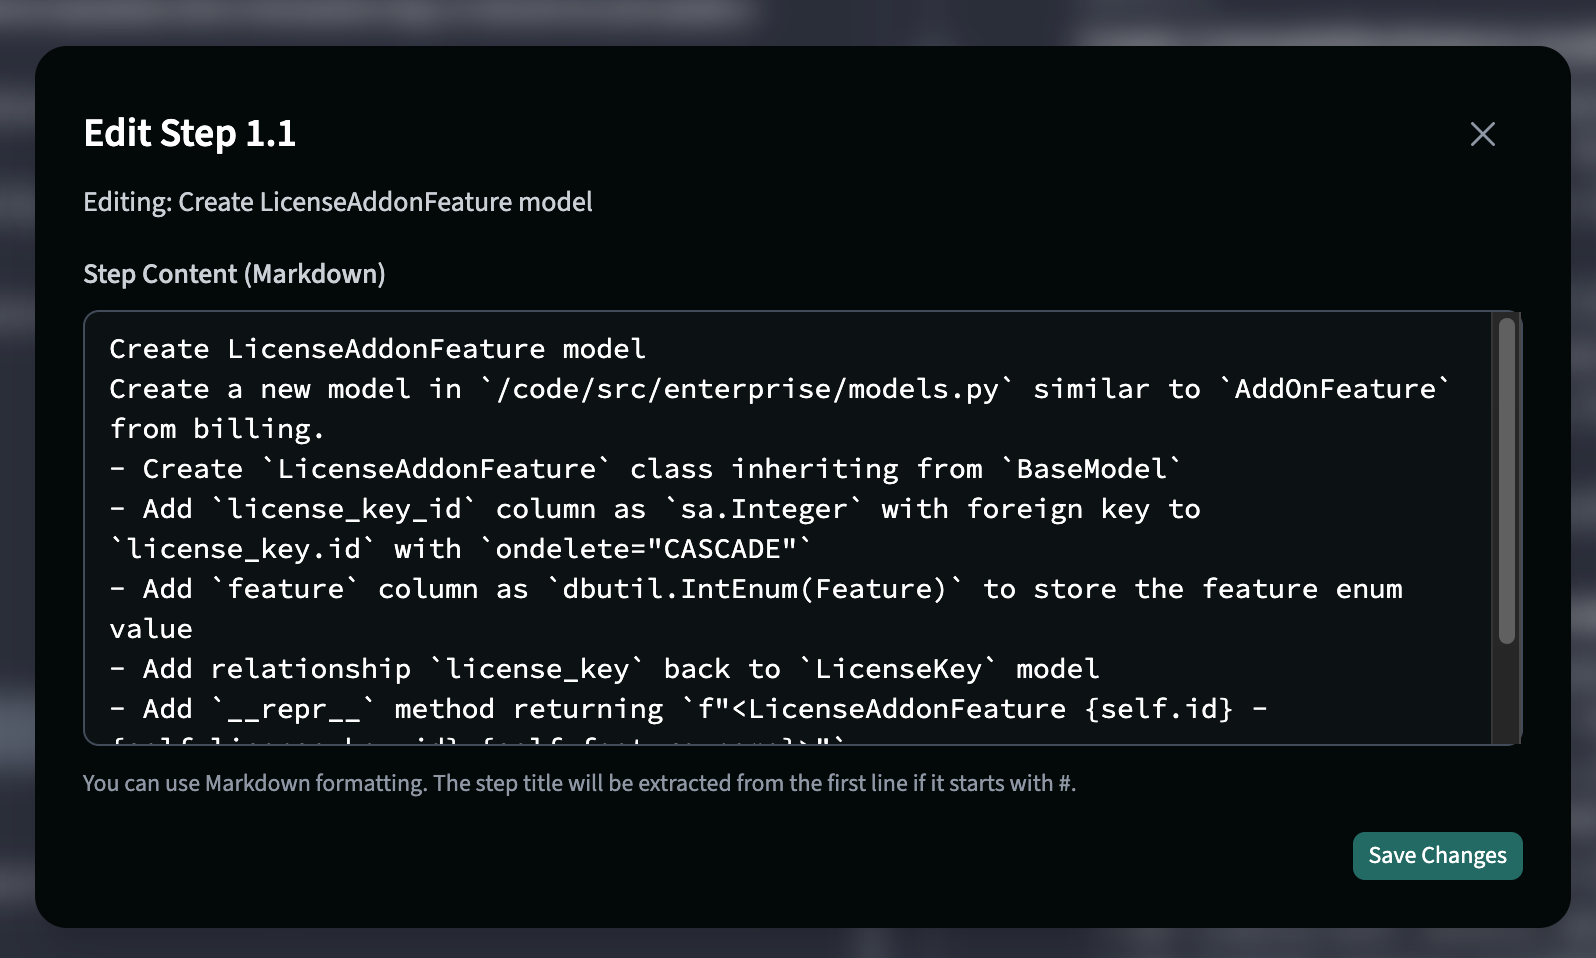 Edit Step 1.1
Editing: Create LicenseAddonFeature model
Step Content (Markdown)
Create LicenseAddonFeature model
Create a new model in `/code/src/enterprise/models.py` similar to `AddOnFeature`
from billing.
- Create `LicenseAddonFeature` class inheriting from `BaseModel`
- Add `license_key_id` column as `sa.Integer` with foreign key to
`license_key.id` with `ondelete="CASCADE"`
- Add `feature` column as `dbutil.IntEnum(Feature)` to store the feature enum
value
- Add relationship `license_key` back to `LicenseKey` model
- Add `__repr__` method returning `f"<LicenseAddonFeature {self.id} -
You can use Markdown formatting. The step title will be extracted from the first line if it starts with #.
Save Changes